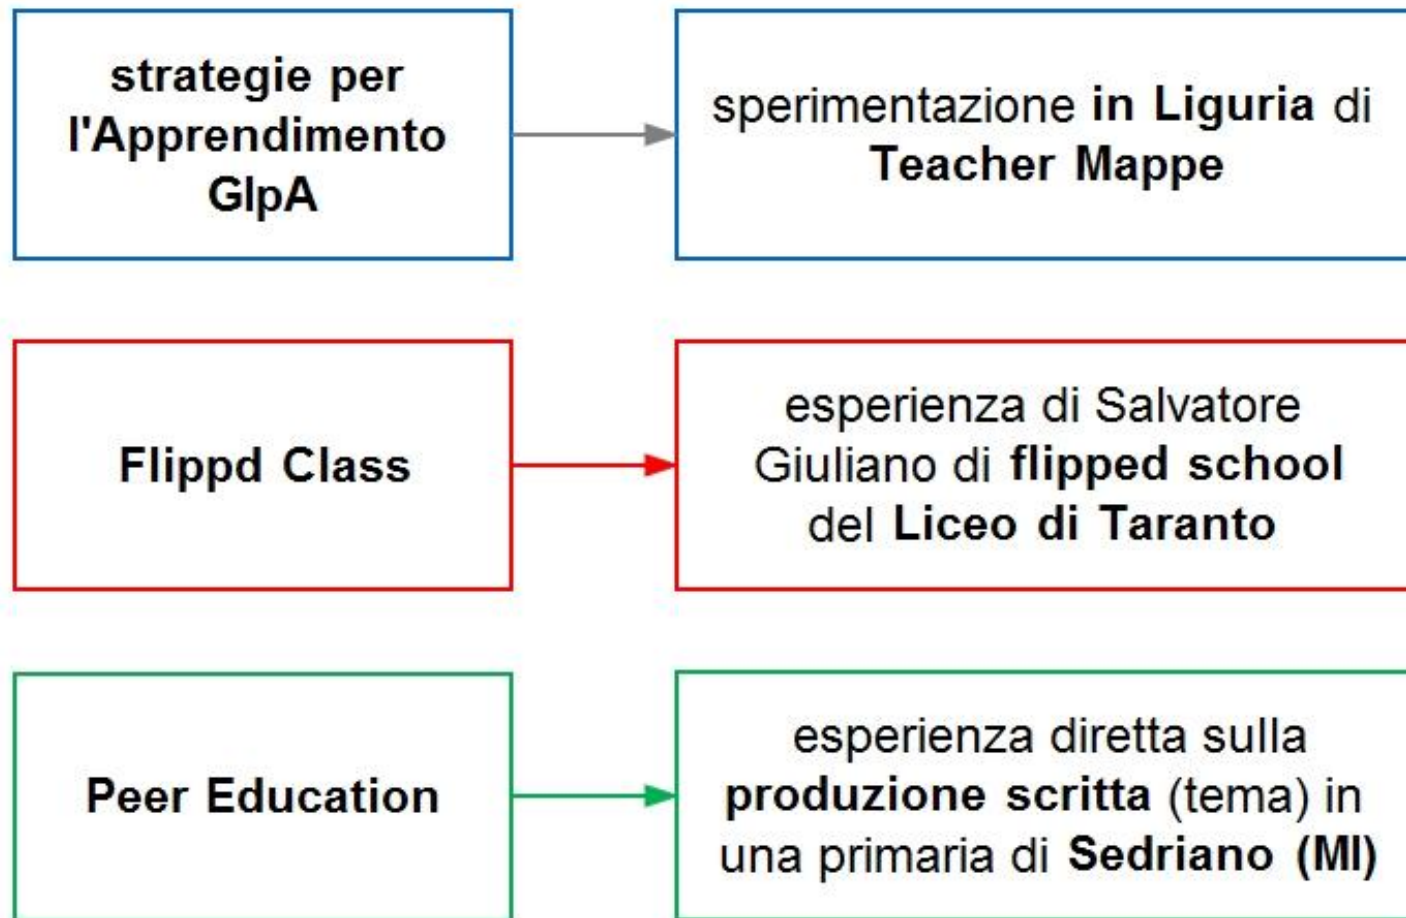 strategie per
l'Apprendimento
GIpA
sperimentazione in Liguria di
Teacher Mappe
Flippd Class
esperienza di Salvatore
Giuliano di flipped school
del Liceo di Taranto
Peer Education
esperienza diretta sulla
produzione scritta (tema) in
una primaria di Sedriano (MI)